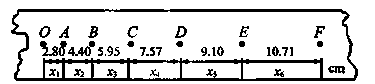 O A B C D E F
2.80 4.40 5.95 7.57 9.10 10.71
x₁ x₂ x₃ x₄ x₅ x₆ cm